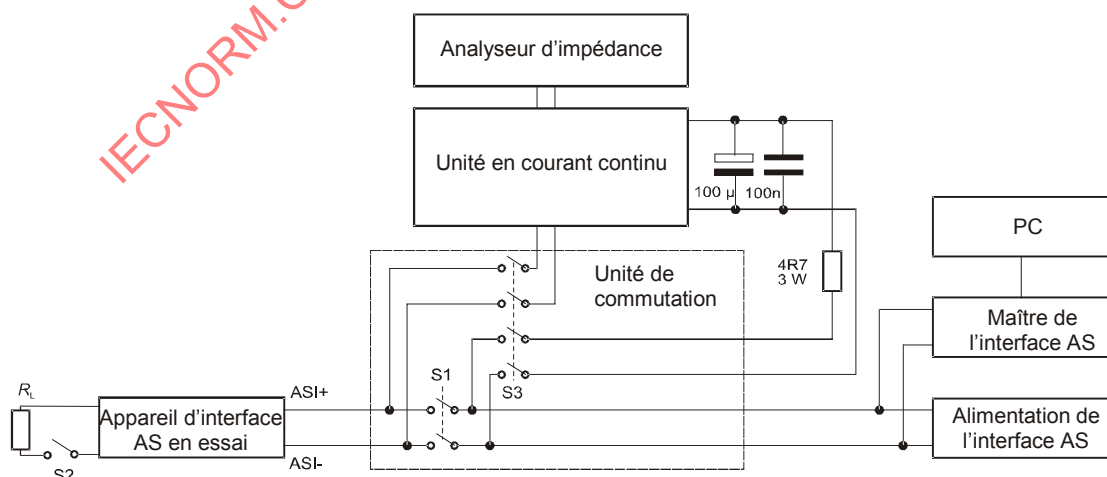 IECNORM.C
Analyseur d'impédance
Unité en courant continu
100 µ
100n
4R7
3 W
PC
Unité de
commutation
Maître de
l'interface AS
S1
S3
R_L
ASI+
Appareil d'interface
AS en essai
Alimentation de
l'interface AS
ASI-
S2